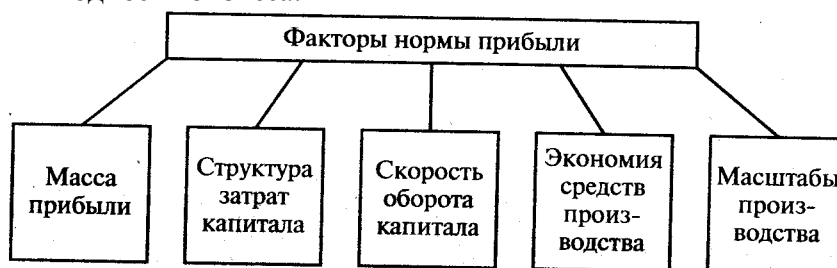 Факторы нормы прибыли
Масса
прибыли
Структура
затрат
капитала
Скорость
оборота
капитала
Экономия
средств
произ-
водства
Масштабы
произ-
водства